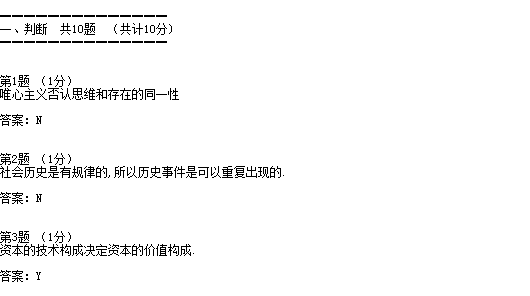 一、判断 共10题 (共计10分)
第1题 (1分)
唯心主义否认思维和存在的同一性
答案: N
第2题 (1分)
社会历史是有规律的,所以历史事件是可以重复出现的.
答案: N
第3题 (1分)
资本的技术构成决定资本的价值构成.
答案: Y